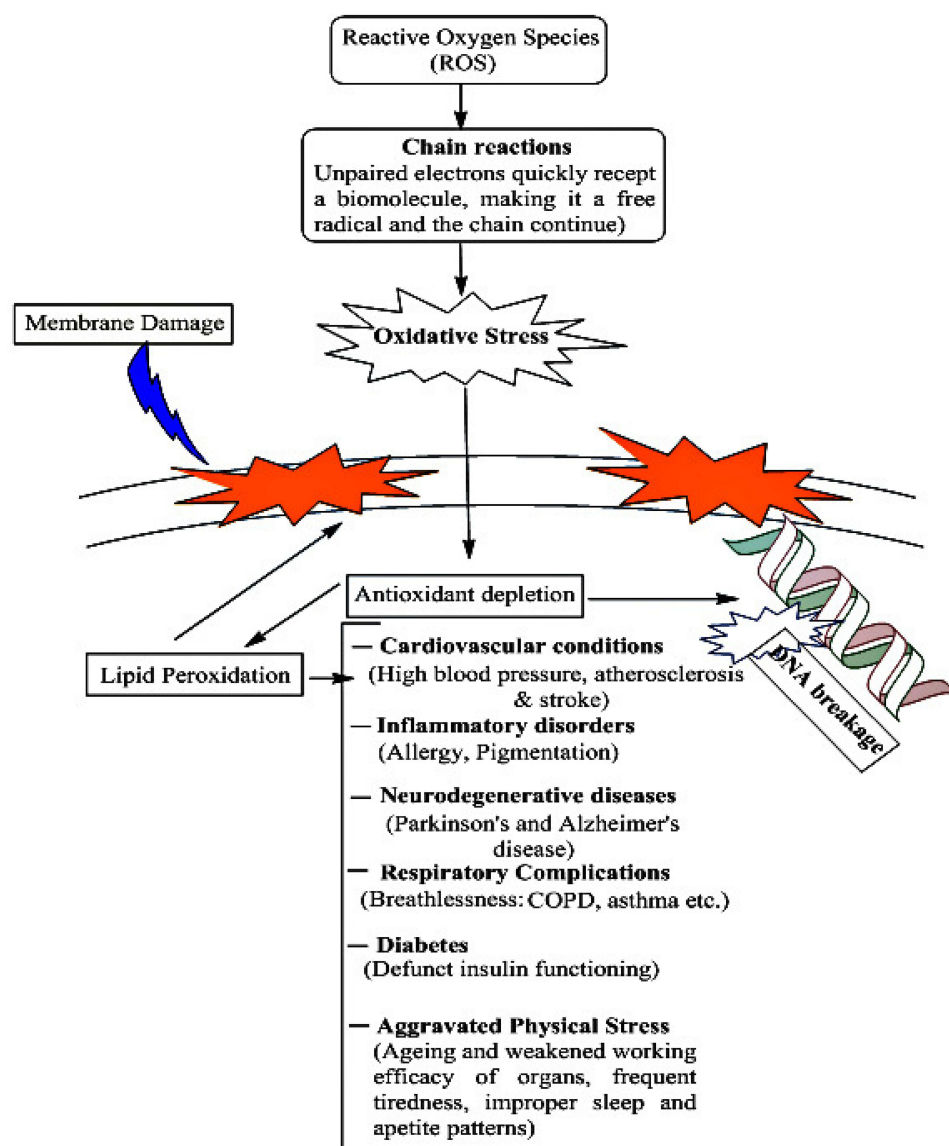 Reactive Oxygen Species
(ROS)
Chain reactions
Unpaired electrons quickly recept
a biomolecule, making it a free
radical and the chain continue)
Membrane Damage
Oxidative Stress
Antioxidant depletion
Lipid Peroxidation
DNA breakage
— Cardiovascular conditions
(High blood pressure, atherosclerosis
& stroke)
— Inflammatory disorders
(Allergy, Pigmentation)
— Neurodegenerative diseases
(Parkinson's and Alzheimer's
disease)
— Respiratory Complications
(Breathlessness: COPD, asthma etc.)
— Diabetes
(Defunct insulin functioning)
— Aggravated Physical Stress
(Ageing and weakened working
efficacy of organs, frequent
tiredness, improper sleep and
apetite patterns)